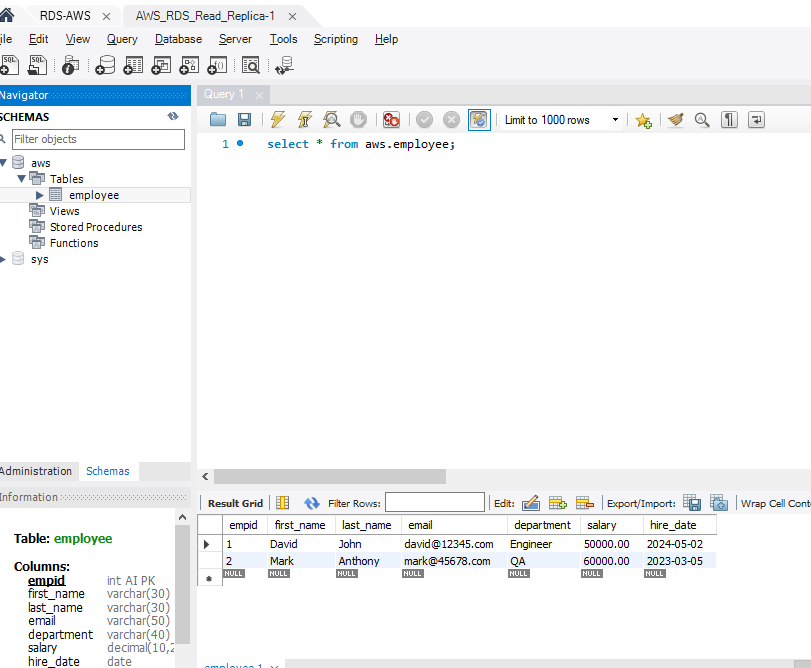 RDS-AWS × AWS_RDS_Read_Replica-1 ×
ile Edit View Query Database Server Tools Scripting Help
Navigator
SCHEMAS
Filter objects
aws
Tables
employee
Views
Stored Procedures
Functions
sys
Administration Schemas
Information
Table: employee
Columns:
empid int AI PK
first_name varchar(30)
last_name varchar(30)
email varchar(50)
department varchar(40)
salary decimal(10,2
hire_date date
Query 1 ×
Limit to 1000 rows
1 select * from aws.employee;
Result Grid Filter Rows: Edit: Export/Import: Wrap Cell Cont
empid first_name last_name email department salary hire_date
1 David John david@12345.com Engineer 50000.00 2024-05-02
2 Mark Anthony mark@45678.com QA 60000.00 2023-03-05
NULL NULL NULL NULL NULL NULL NULL
employee 1 ×